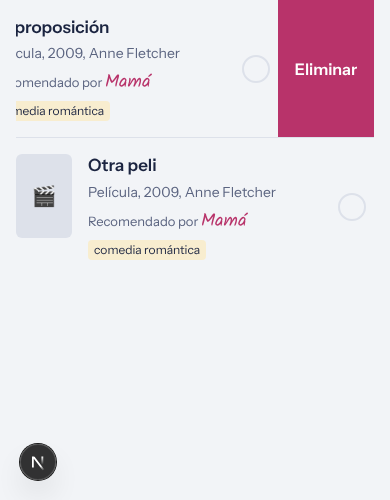 proposición
cula, 2009, Anne Fletcher
omendado por Mamá
media romántica
Eliminar
Otra peli
Película, 2009, Anne Fletcher
Recomendado por Mamá
comedia romántica
N